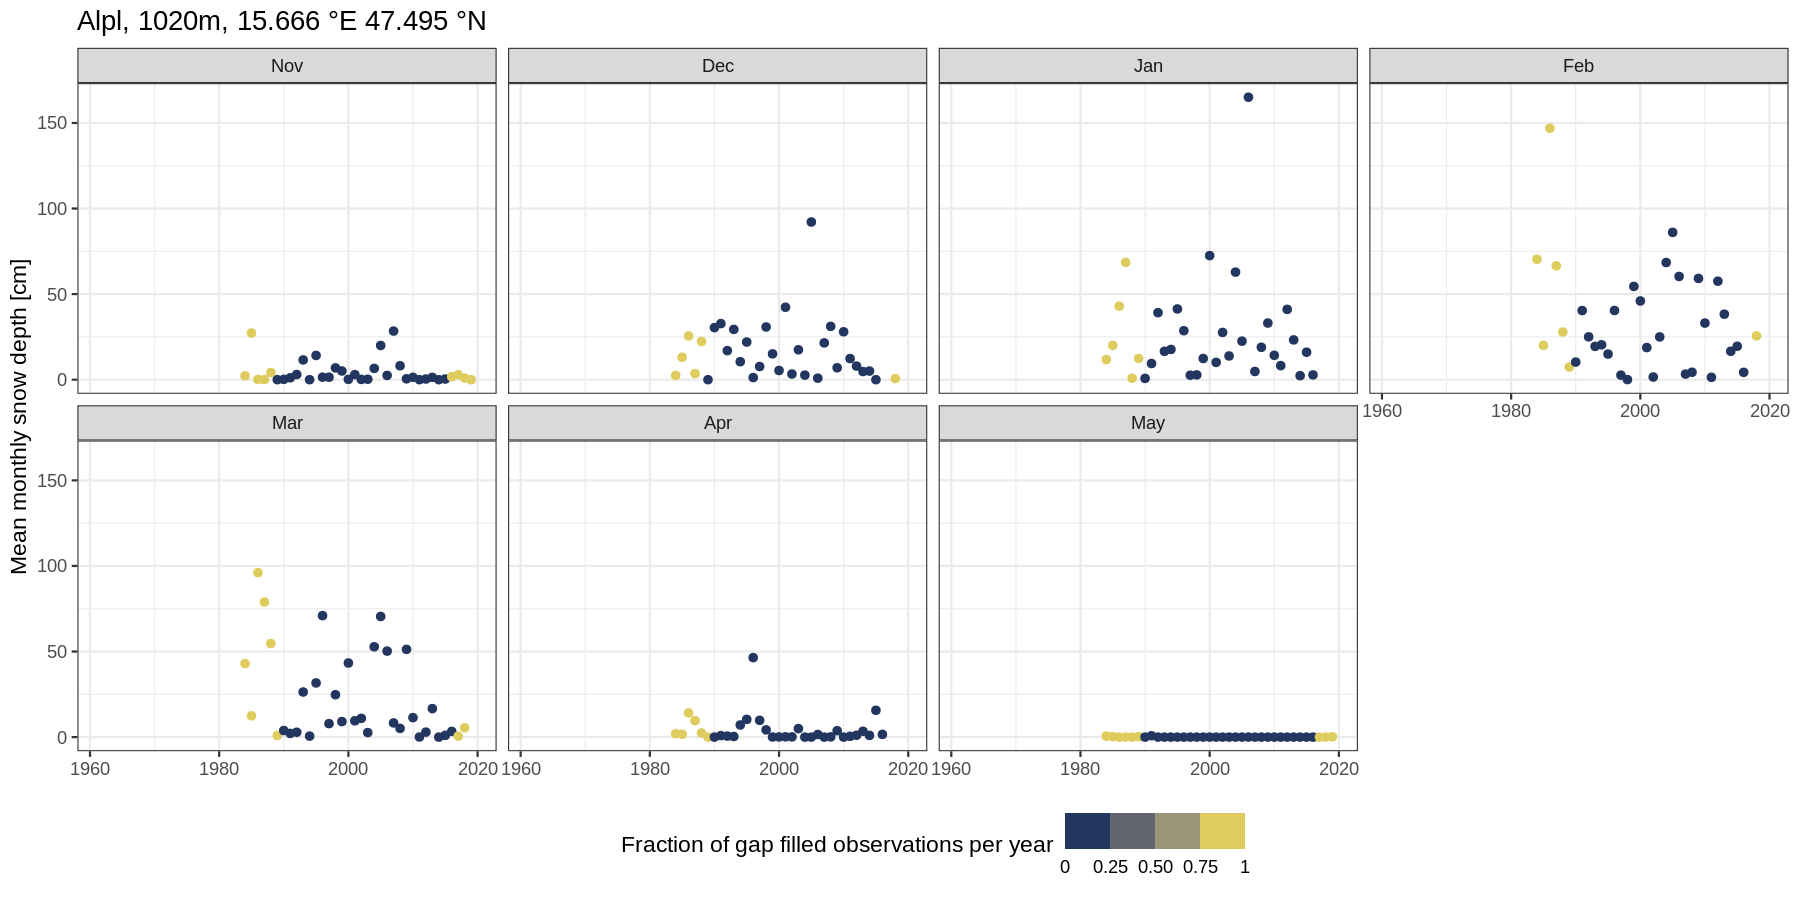 Alpl, 1020m, 15.666 °E 47.495 °N
Nov
Dec
Jan
Feb
Mean monthly snow depth [cm]
150
100
50
0
1960 1980 2000 2020
Mar
Apr
May
150
100
50
0
1960 1980 2000 2020 1960 1980 2000 2020 1960 1980 2000 2020
Fraction of gap filled observations per year
0 0.25 0.50 0.75 1